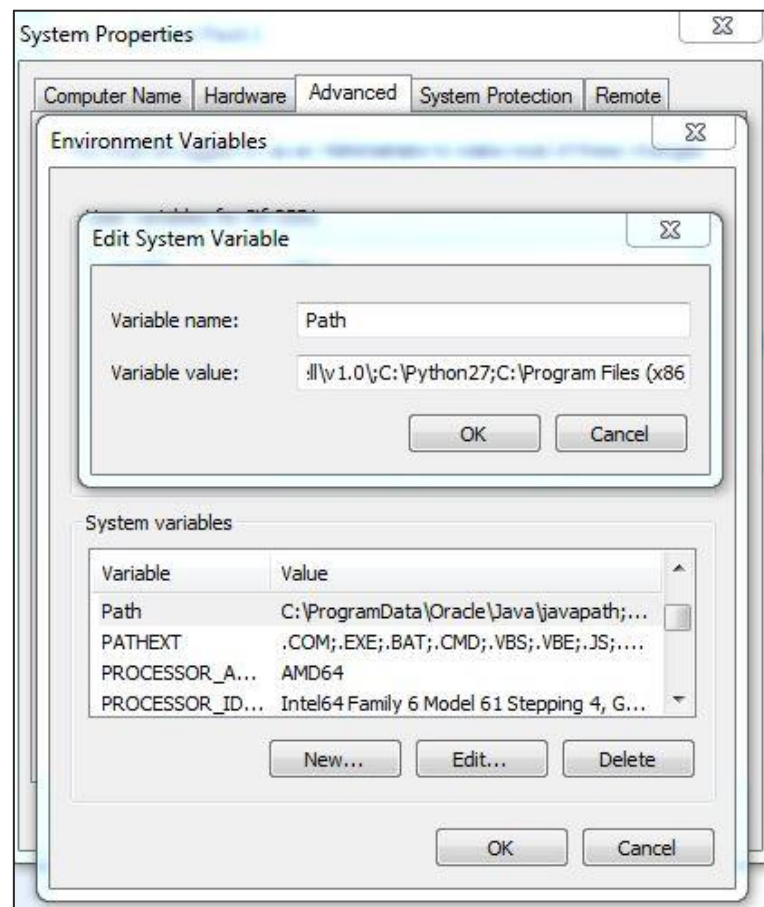 System Properties
Computer Name Hardware Advanced System Protection Remote
Environment Variables
Edit System Variable
Variable name: Path
Variable value: ll\v1.0\;C:\Python27;C:\Program Files (x86
OK Cancel
System variables
Variable Value
Path C:\ProgramData\Oracle\Java\javapath;...
PATHEXT .COM;.EXE;.BAT;.CMD;.VBS;.VBE;.JS;....
PROCESSOR_A... AMD64
PROCESSOR_ID... Intel64 Family 6 Model 61 Stepping 4, G...
New... Edit... Delete
OK Cancel